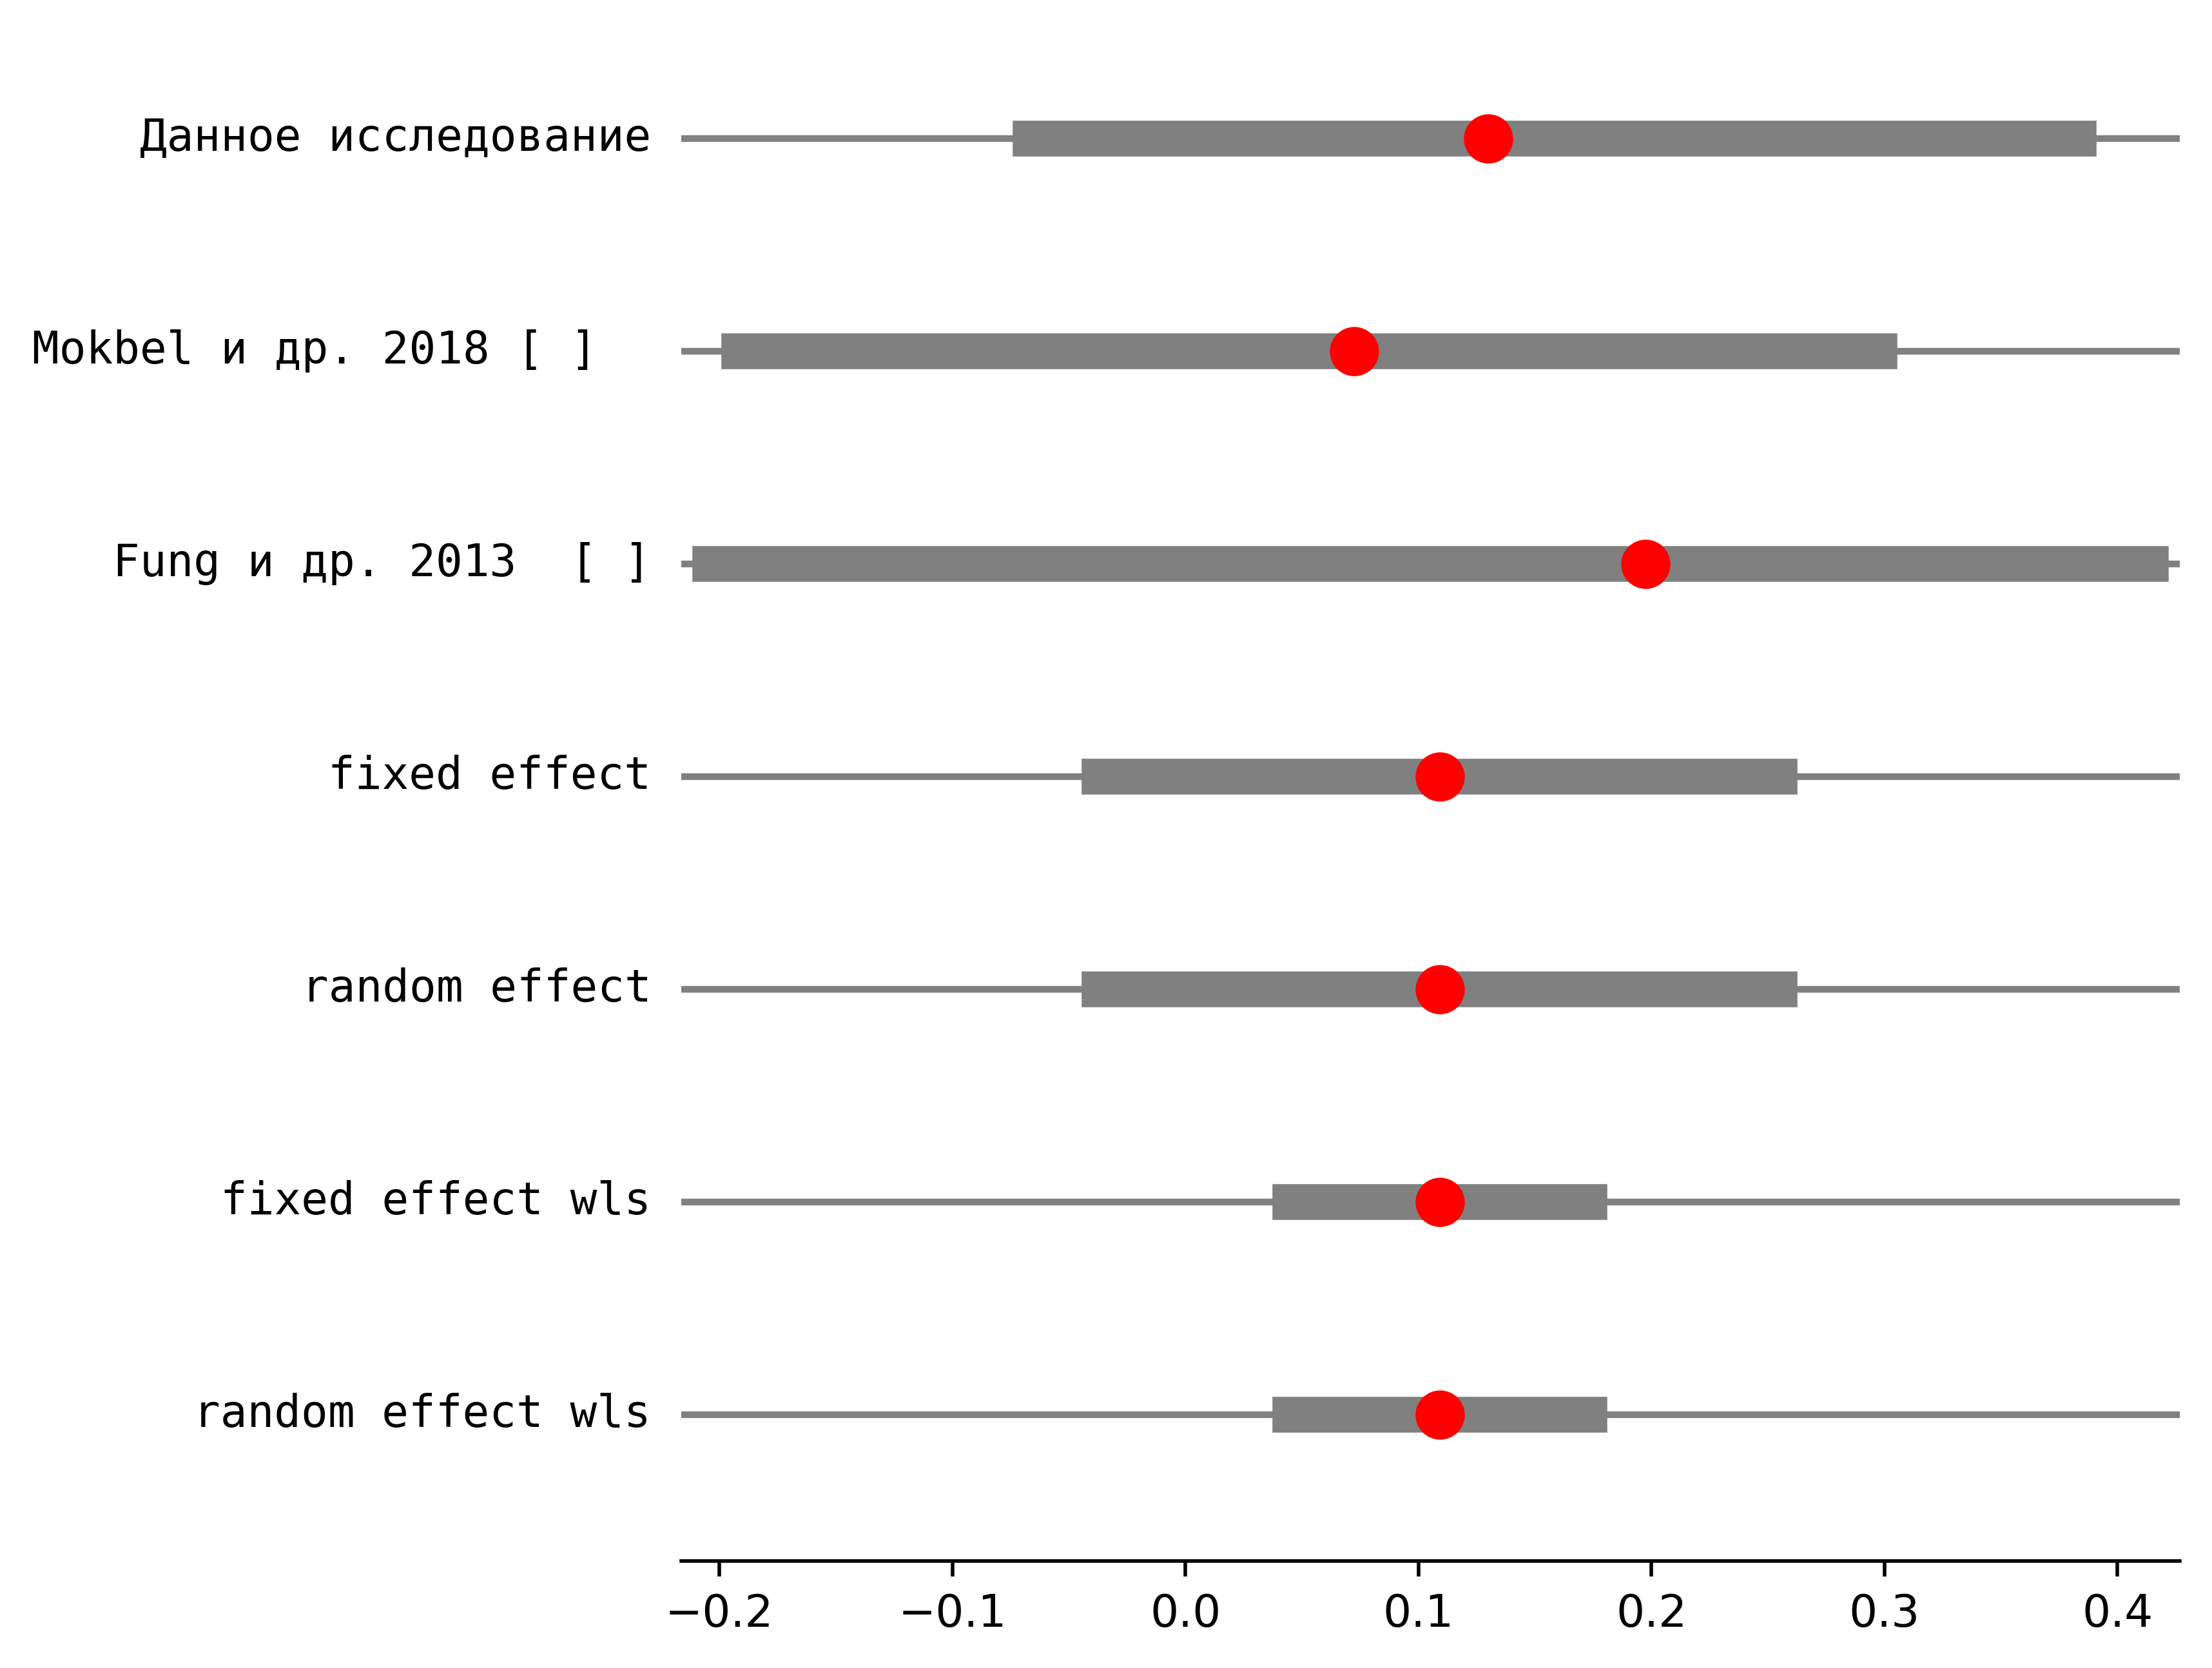 Данное исследование
Mokbel и др. 2018 [ ]
Fung и др. 2013  [ ]
fixed effect
random effect
fixed effect wls
random effect wls
−0.2 −0.1 0.0 0.1 0.2 0.3 0.4